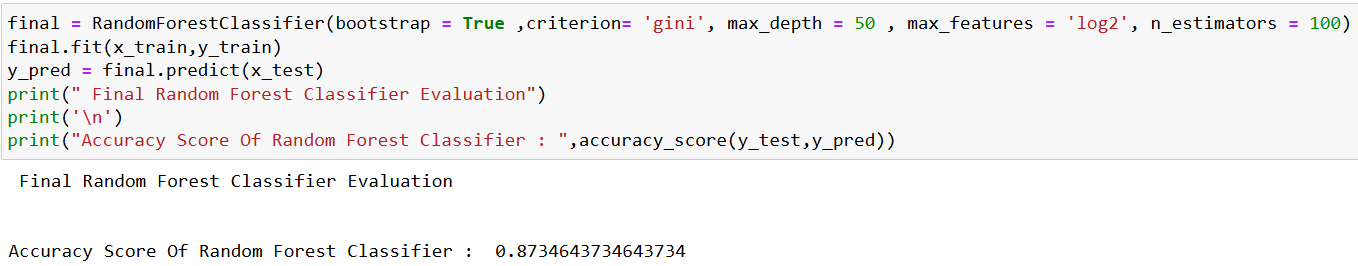 final = RandomForestClassifier(bootstrap = True ,criterion= 'gini', max_depth = 50 , max_features = 'log2', n_estimators = 100)
final.fit(x_train,y_train)
y_pred = final.predict(x_test)
print(" Final Random Forest Classifier Evaluation")
print('\n')
print("Accuracy Score Of Random Forest Classifier : ",accuracy_score(y_test,y_pred))
Final Random Forest Classifier Evaluation
Accuracy Score Of Random Forest Classifier :  0.8734643734643734